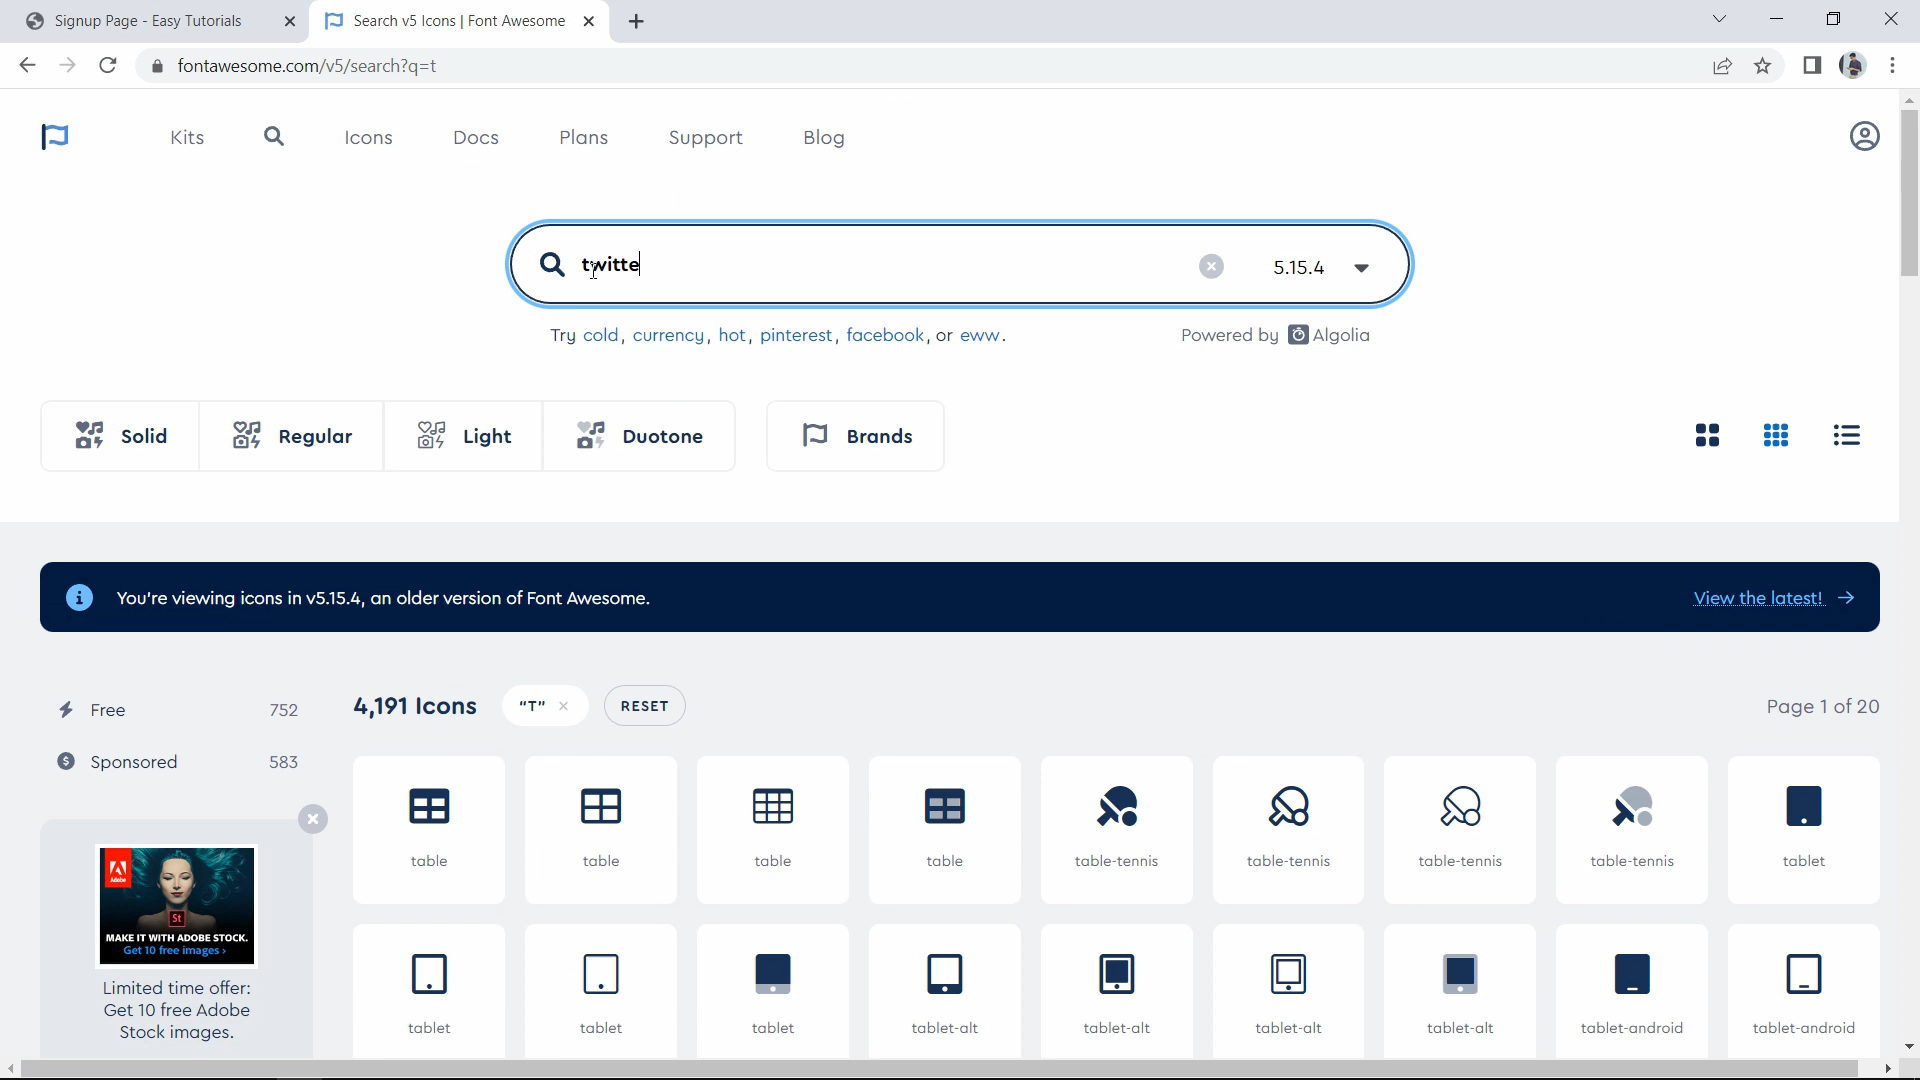 Signup Page - Easy Tutorials
Search v5 Icons | Font Awesome
fontawesome.com/v5/search?q=t
Kits
Icons
Docs
Plans
Support
Blog
twitte
5.15.4
Try cold, currency, hot, pinterest, facebook, or eww.
Powered by Algolia
Solid
Regular
Light
Duotone
Brands
You're viewing icons in v5.15.4, an older version of Font Awesome.
View the latest!
Free 752
Sponsored 583
4,191 Icons
"T"
RESET
Page 1 of 20
table
table
table
table
table-tennis
table-tennis
table-tennis
table-tennis
tablet
Adobe
St
MAKE IT WITH ADOBE STOCK.
Get 10 free images ›
Limited time offer:
Get 10 free Adobe
Stock images.
tablet
tablet
tablet
tablet-alt
tablet-alt
tablet-alt
tablet-alt
tablet-android
tablet-android